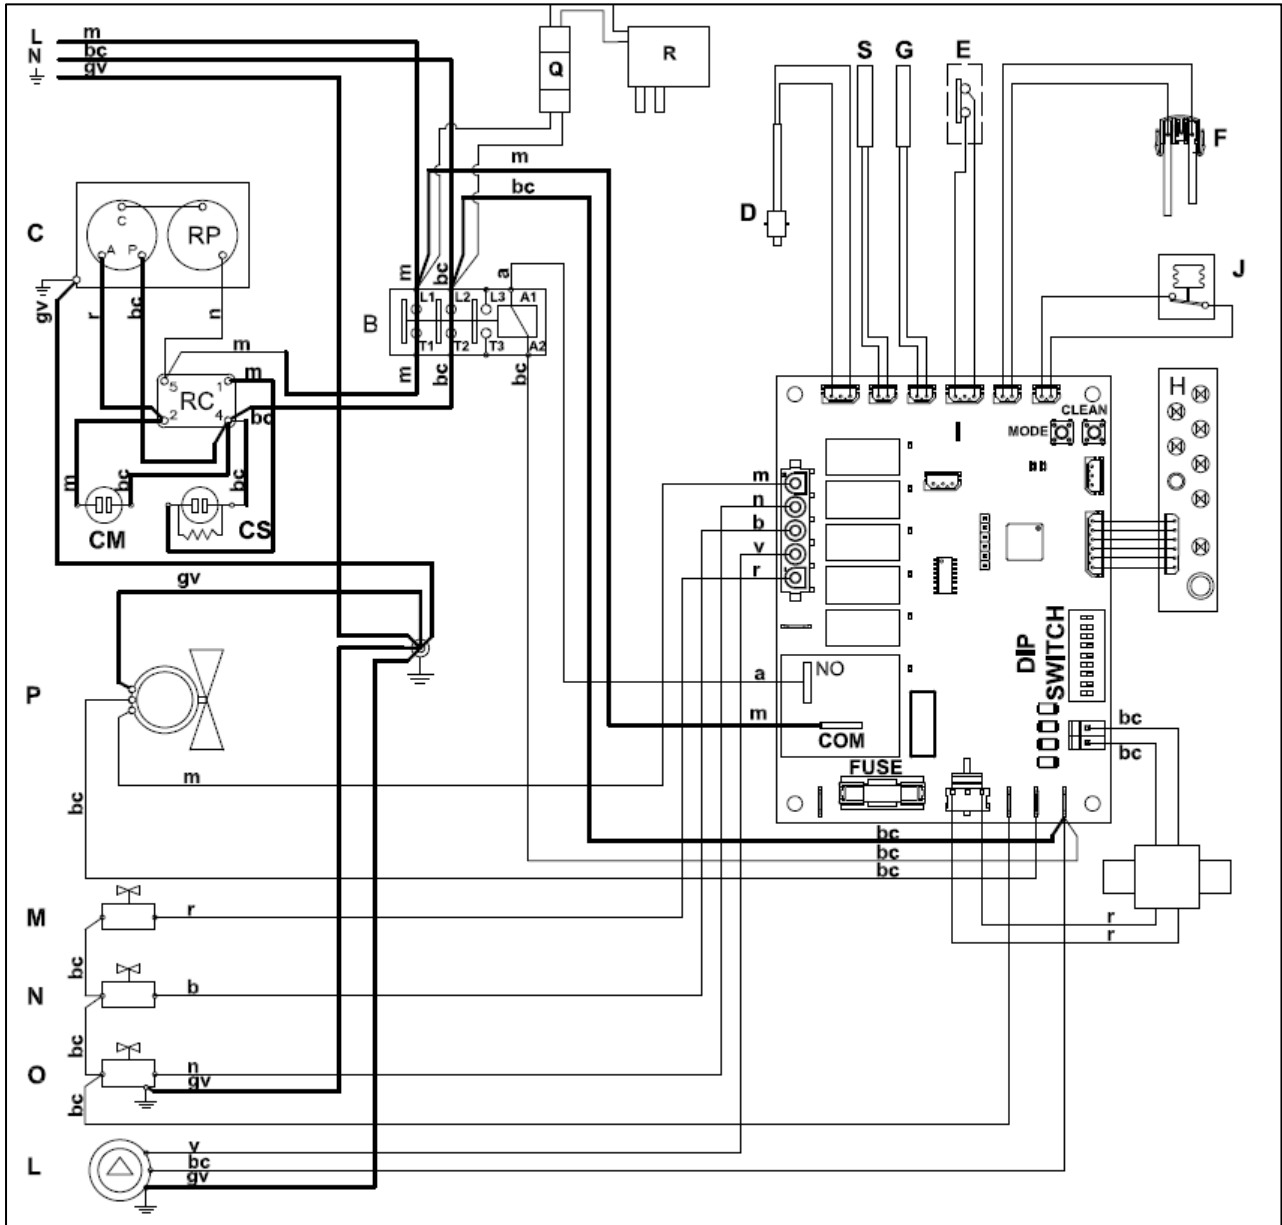 L m
N bc
gv
Q
R
S G E
F
m
bc
D
C
C
RP
A P
gv
r
bc
n
m
bc
a
J
B
L1 L2 L3 A1
T1 T2 T3 A2
m
bc
bc
m
5 1 m
RC
2 4
bc
m
bc
bc
CM
CS
H
CLEAN
MODE
m
n
b
v
r
gv
DIP
SWITCH
P
a
NO
m
COM
bc
bc
FUSE
m
bc
bc
bc
bc
M r
r
r
bc
N b
bc
O n
gv
bc
v
L bc
gv